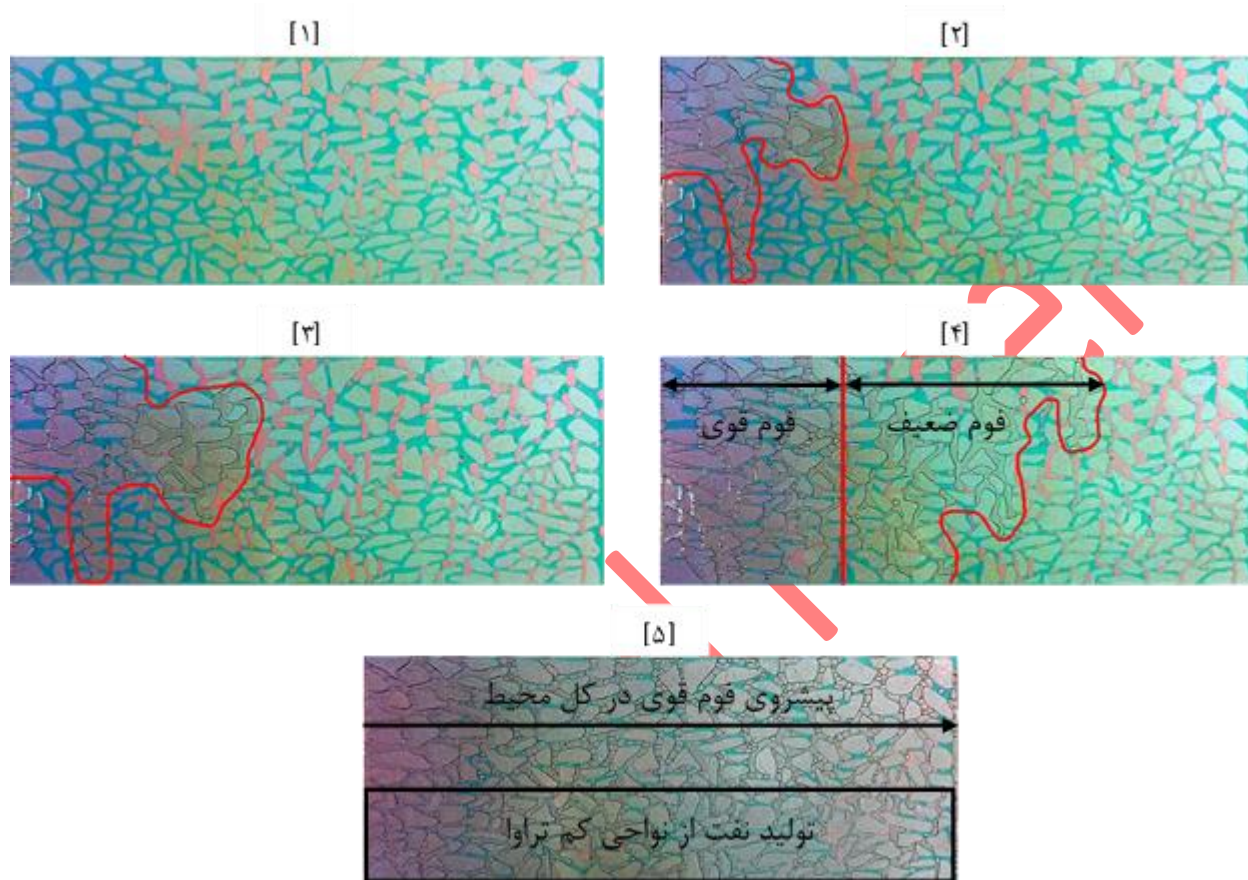 [۱]
[۲]
[۳]
[۴]
فوم قوی
فوم ضعیف
[۵]
پیشروی فوم قوی در کل محیط
تولید نفت از نواحی کم تراوا